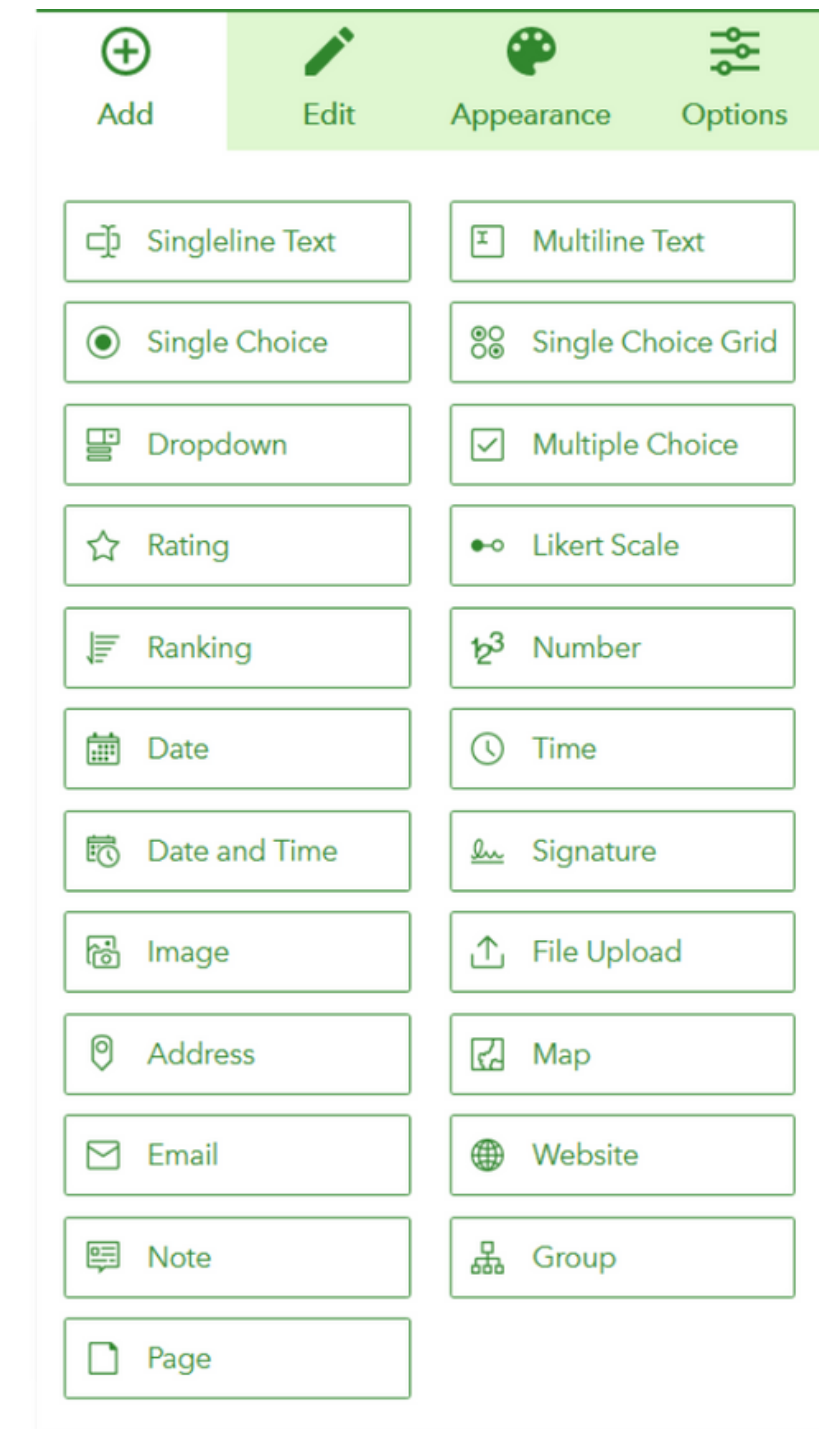 Add Edit Appearance Options
Singleline Text Multiline Text
Single Choice Single Choice Grid
Dropdown Multiple Choice
Rating Likert Scale
Ranking 123 Number
Date Time
Date and Time Signature
Image File Upload
Address Map
Email Website
Note Group
Page